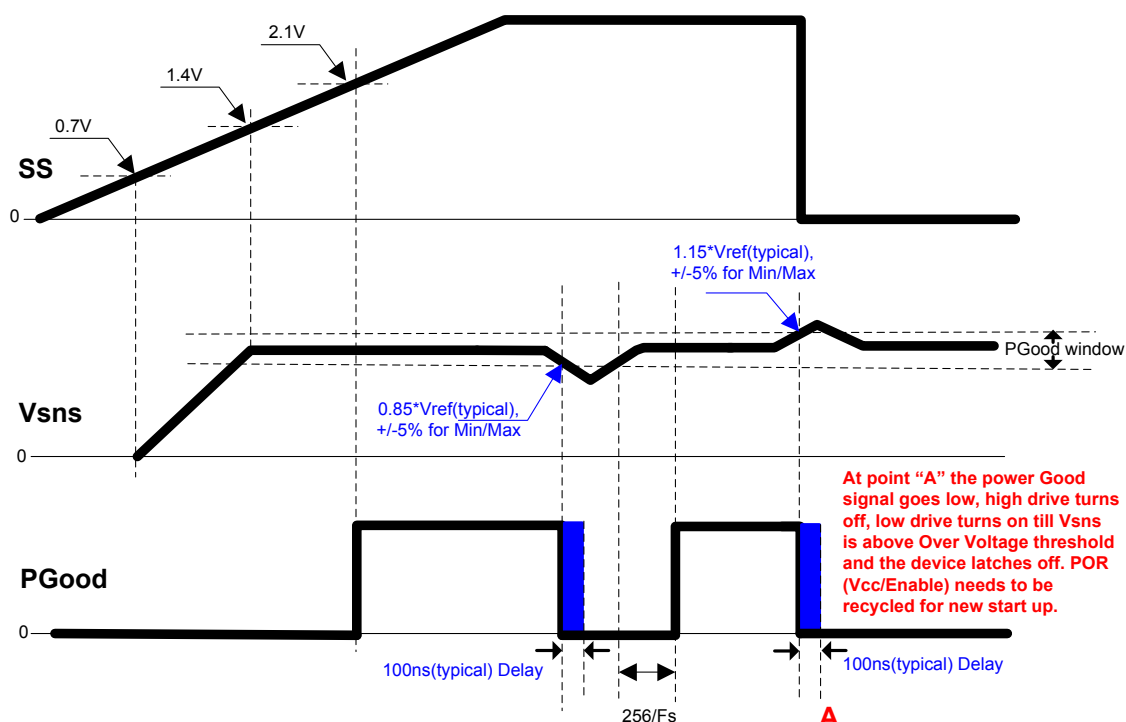 2.1V
1.4V
0.7V
SS
0
1.15*Vref(typical),
+/-5% for Min/Max
PGood window
0.85*Vref(typical),
+/-5% for Min/Max
Vsns
0
At point “A” the power Good
signal goes low, high drive turns
off, low drive turns on till Vsns
is above Over Voltage threshold
and the device latches off. POR
(Vcc/Enable) needs to be
recycled for new start up.
PGood
0
100ns(typical) Delay
100ns(typical) Delay
256/Fs
A